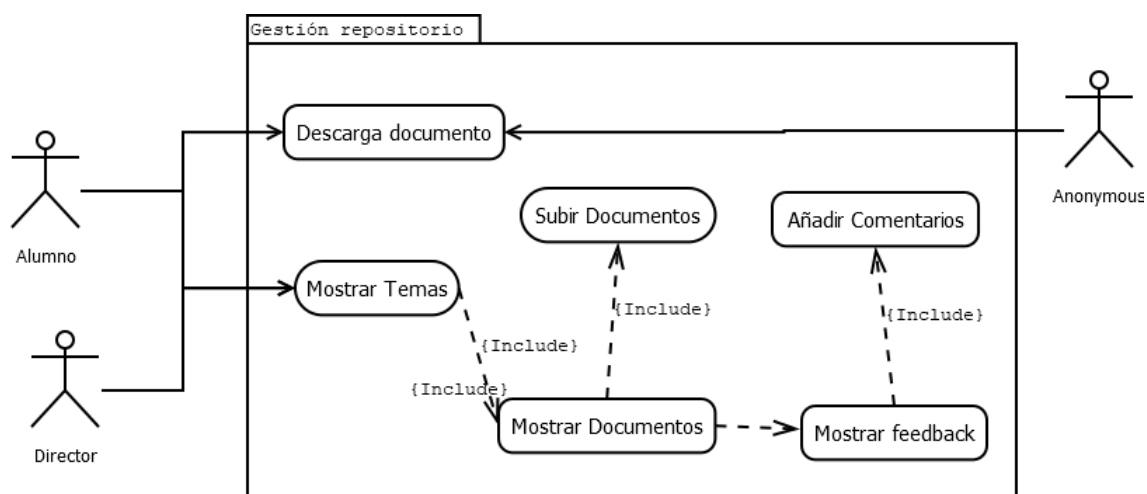 Gestión repositorio
Descarga documento
Anonymous
Subir Documentos
Añadir Comentarios
Alumno
Mostrar Temas
{Include}
{Include}
{Include}
{Include}
Mostrar Documentos
Mostrar feedback
Director